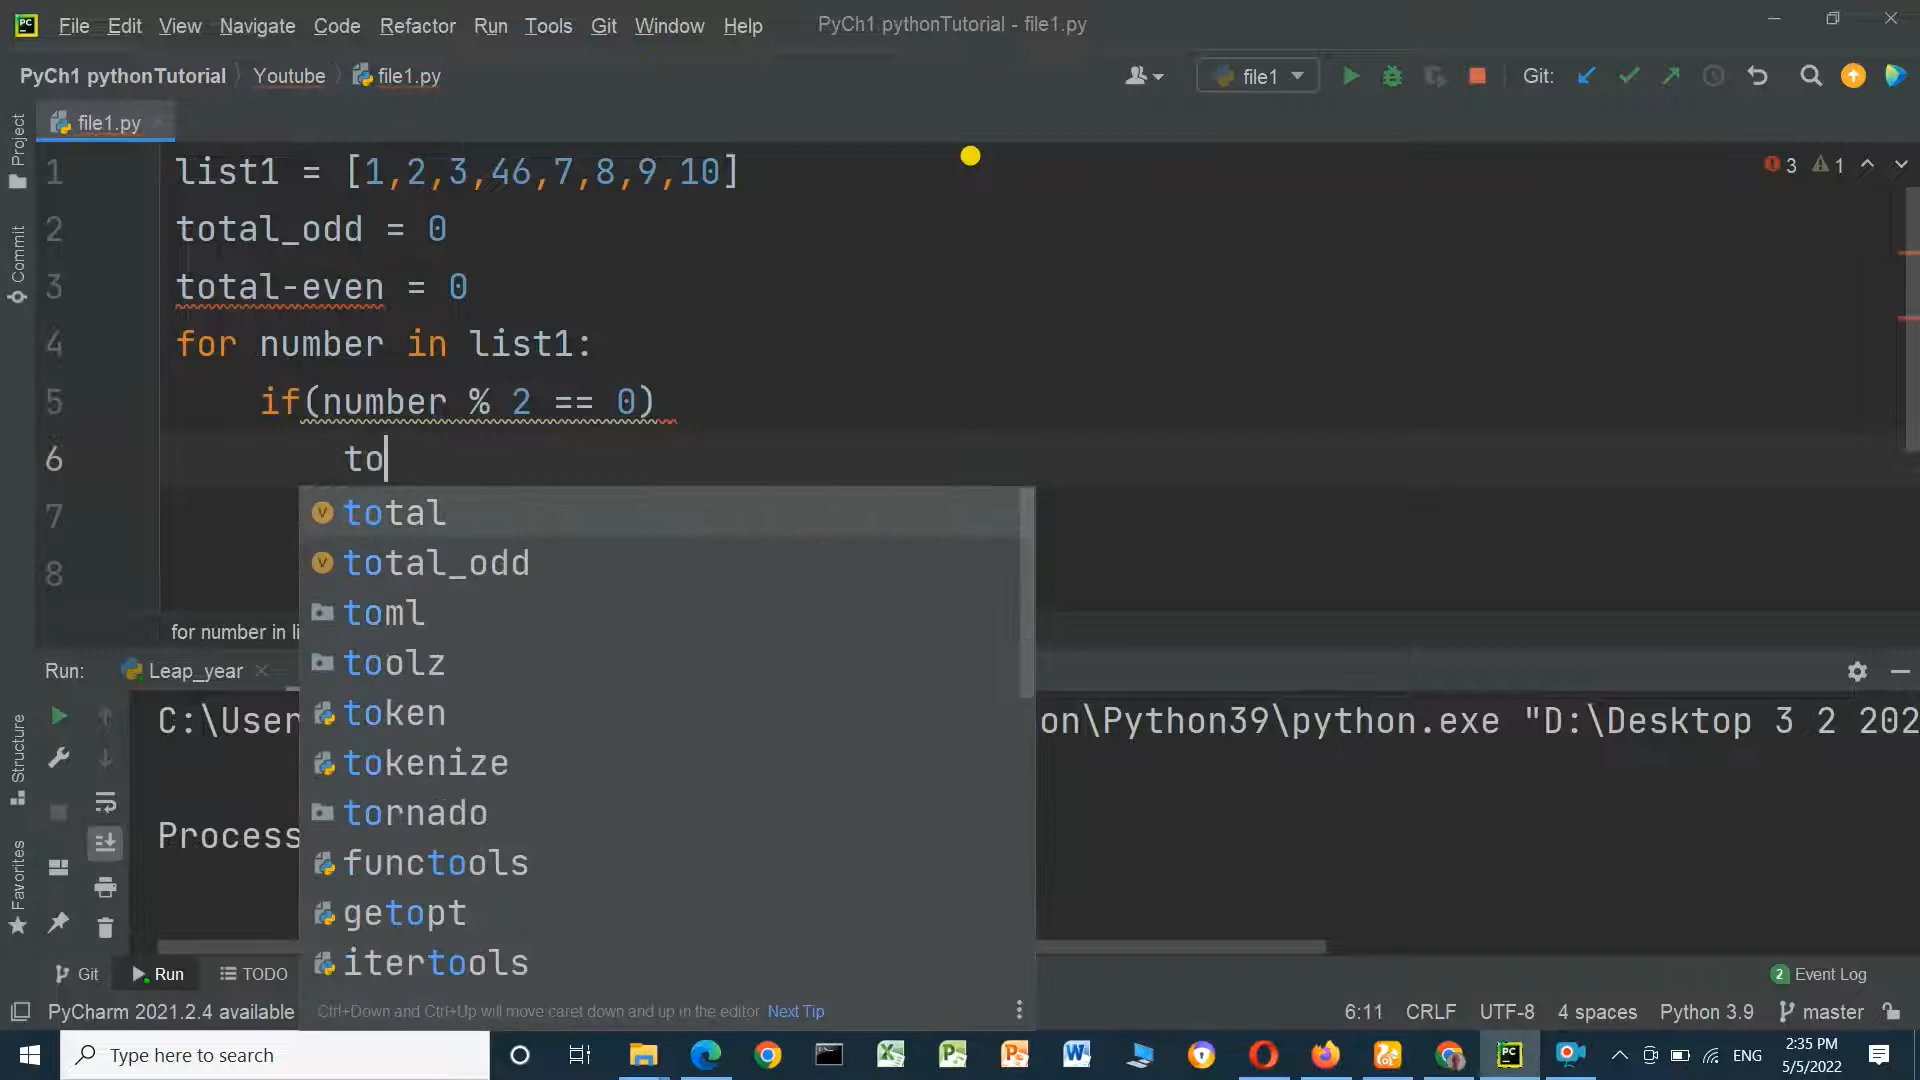 File Edit View Navigate Code Refactor Run Tools Git Window Help PyCh1 pythonTutorial - file1.py
PyCh1 pythonTutorial Youtube file1.py file1 Git:
file1.py
Project
Commit
Structure
Favorites
1 list1 = [1,2,3,46,7,8,9,10] 3 1
2 total_odd = 0
3 total-even = 0
4 for number in list1:
5 if(number % 2 == 0)
6 to
7
8
total
total_odd
toml
toolz
token
tokenize
tornado
functools
getopt
itertools
Ctrl+Down and Ctrl+Up will move caret down and up in the editor Next Tip
for number in li
Run: Leap_year
C:\User on\Python39\python.exe "D:\Desktop 3 2 202
Process
Git Run TODO 2 Event Log
PyCharm 2021.2.4 available 6:11 CRLF UTF-8 4 spaces Python 3.9 master
Type here to search ENG 2:35 PM
5/5/2022